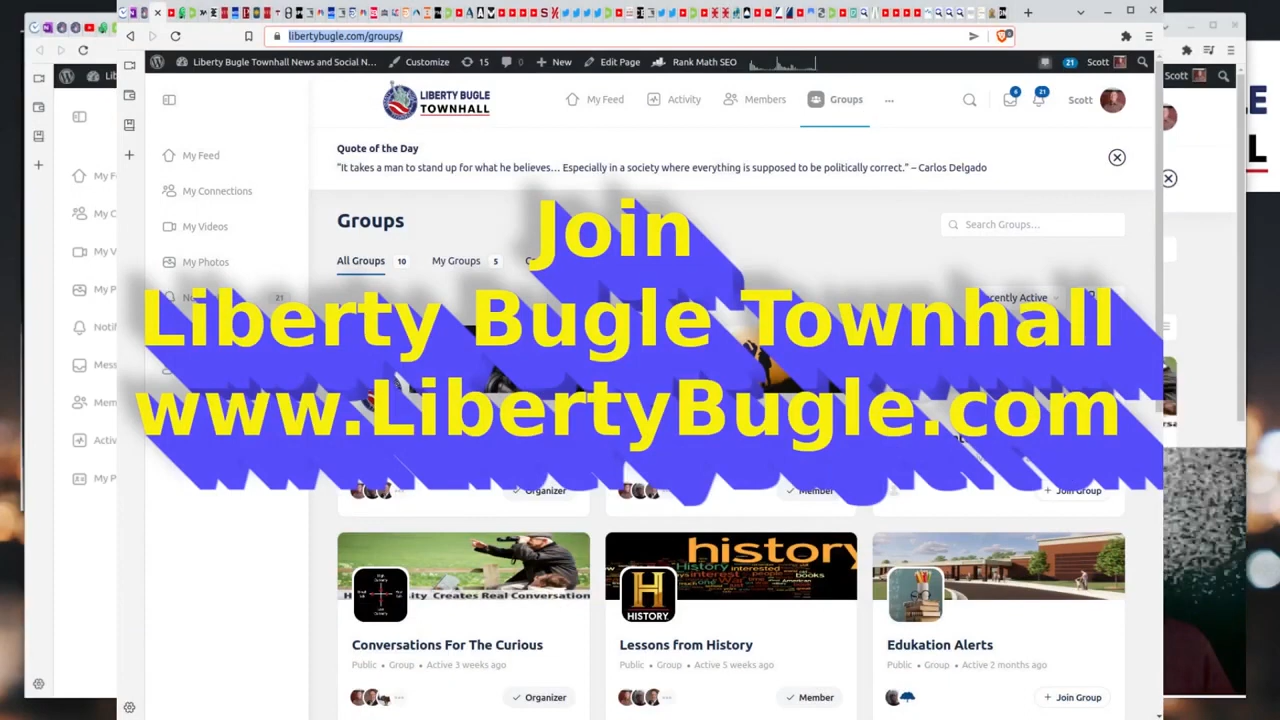 libertybugle.com/groups/
Liberty Bugle Townhall News and Social N...
Customize
15
0
New
Edit Page
Rank Math SEO
21
Scott
Scott
LIBERTY BUGLE
TOWNHALL
My Feed
Activity
Members
Groups
6
21
Scott
Quote of the Day
"It takes a man to stand up for what he believes... Especially in a society where everything is supposed to be politically correct." – Carlos Delgado
My Feed
My Connections
My Videos
My Photos
21
Groups
Search Groups...
All Groups 10
My Groups 5
Join
Liberty Bugle Townhall
www.LibertyBugle.com
Organizer
Member
Join Group
history
HISTORY
Conversations For The Curious
Public • Group • Active 3 weeks ago
Organizer
Lessons from History
Public • Group • Active 5 weeks ago
Member
Edukation Alerts
Public • Group • Active 2 months ago
Join Group